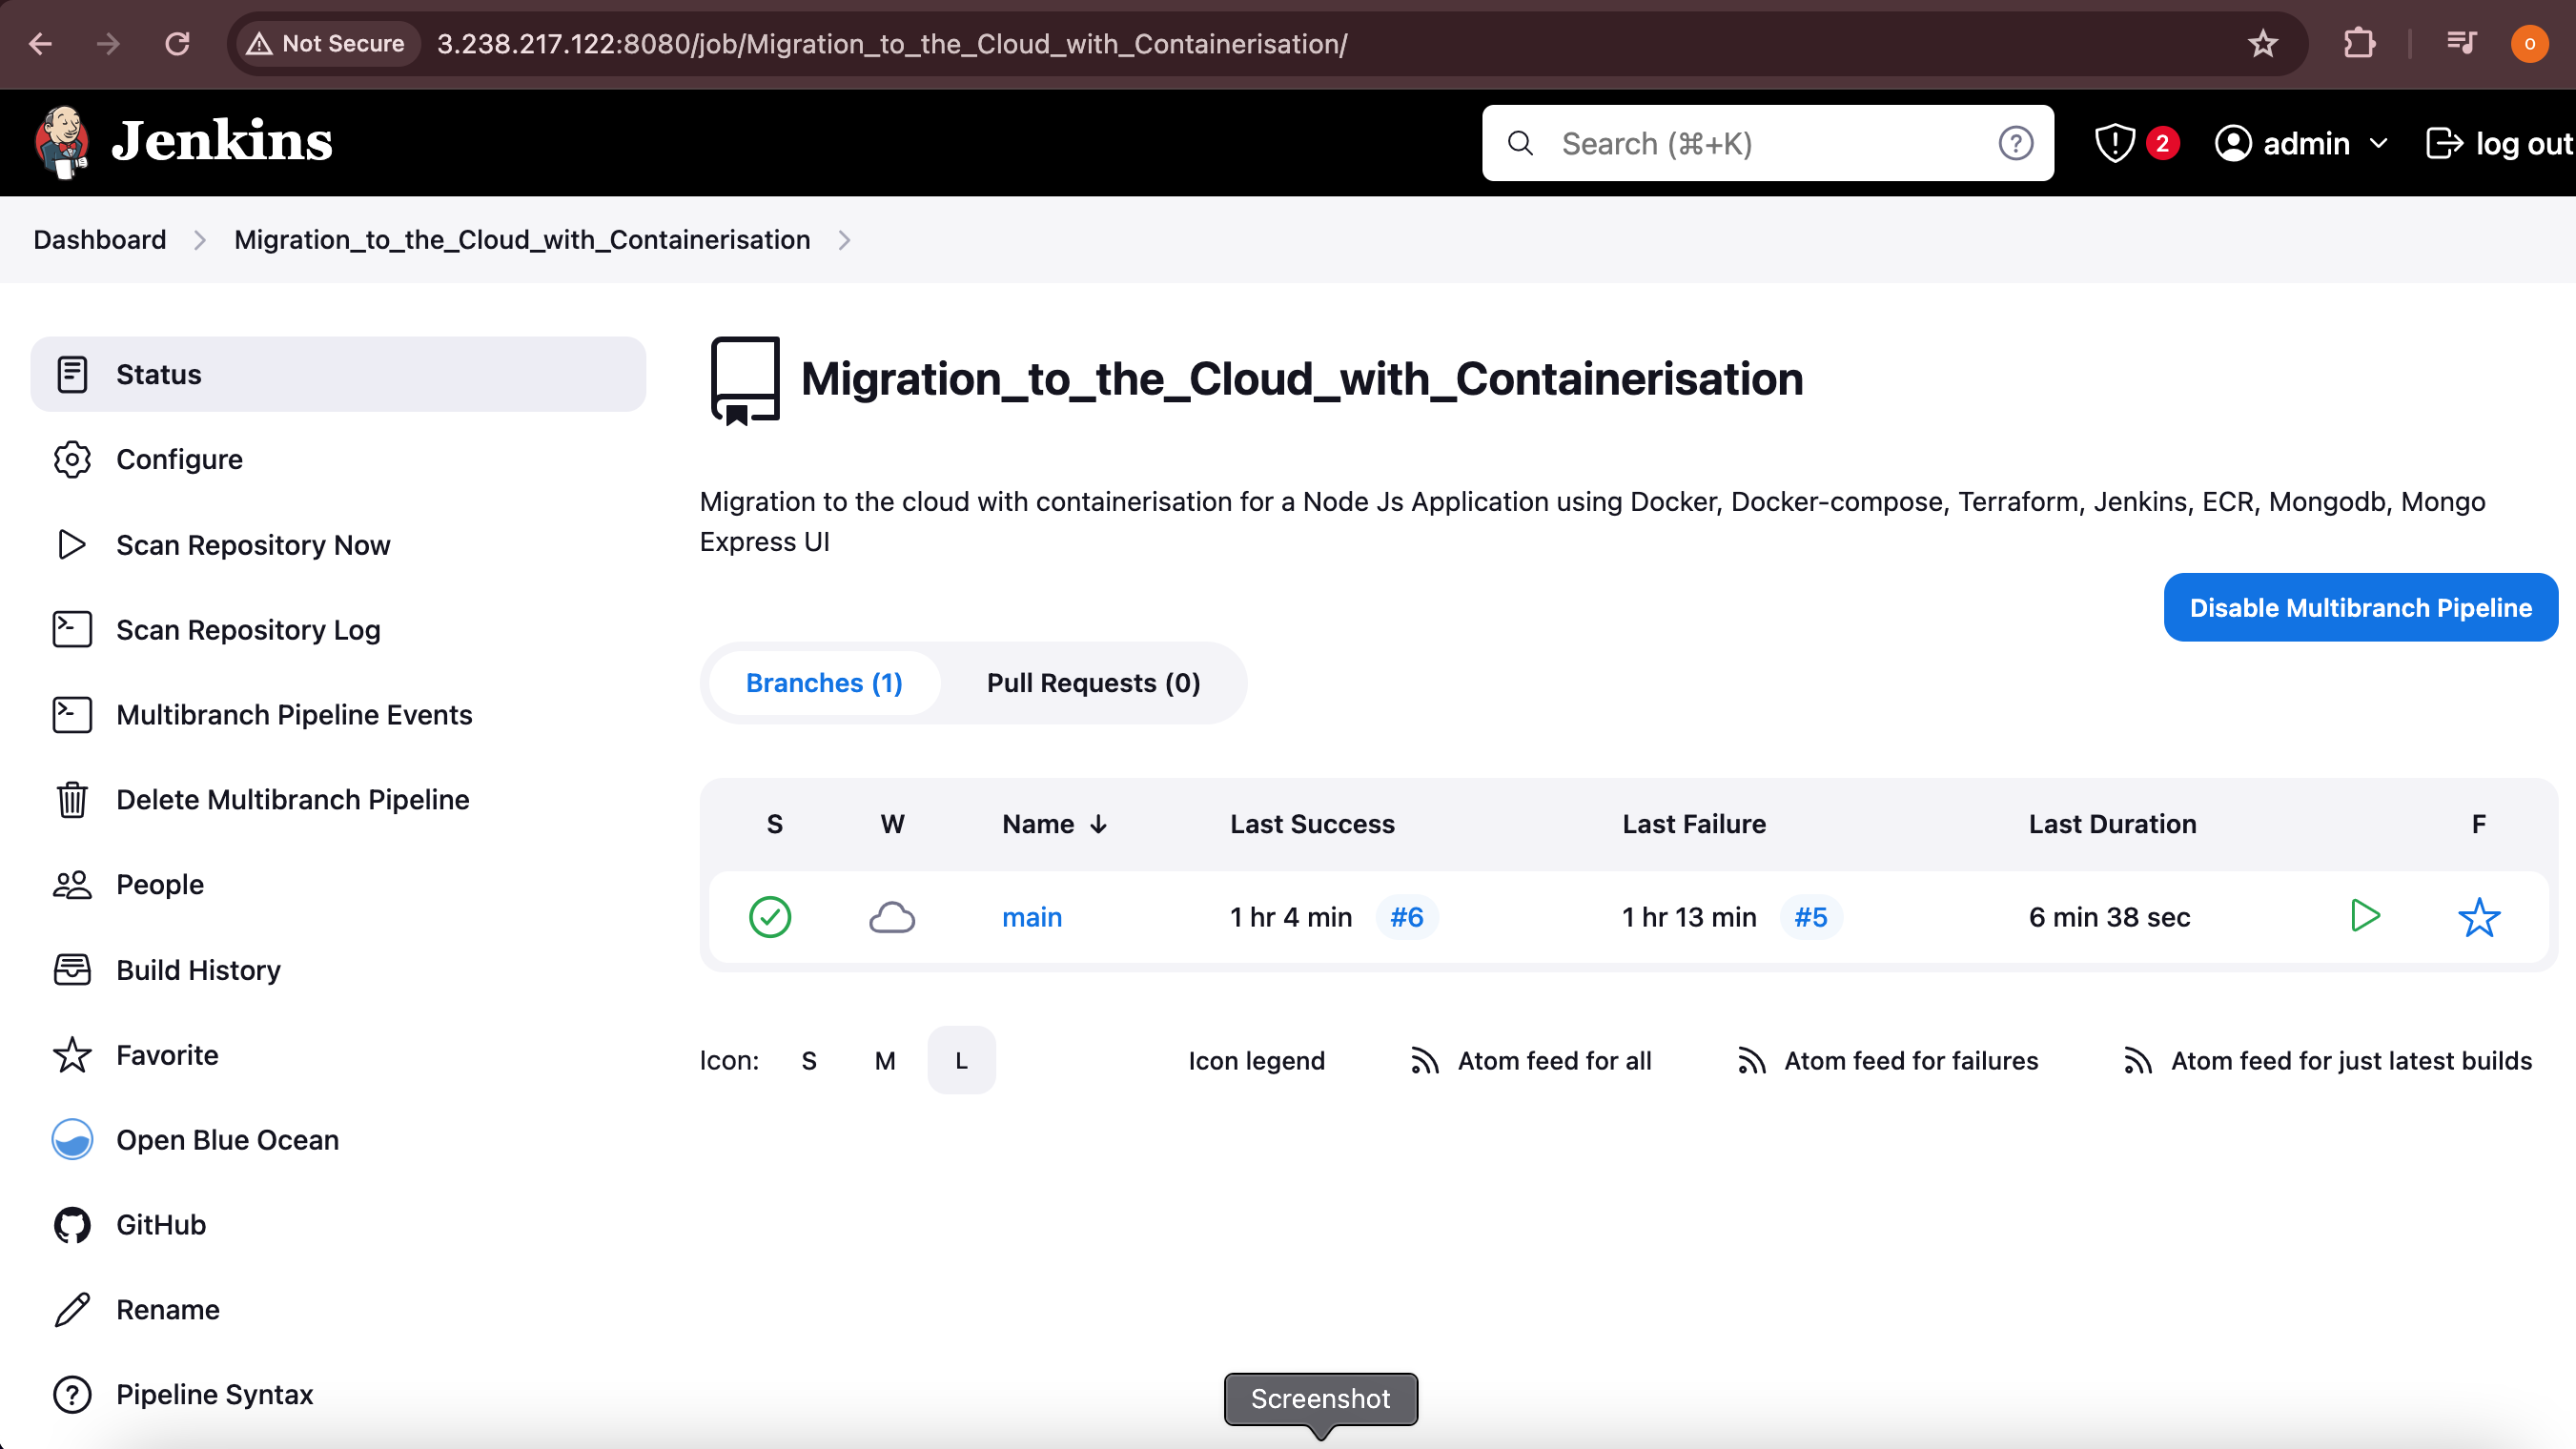 Not Secure 3.238.217.122:8080/job/Migration_to_the_Cloud_with_Containerisation/ O
Jenkins Search (⌘+K) ? 2 admin log out
Dashboard Migration_to_the_Cloud_with_Containerisation
Status
Configure
Scan Repository Now
Scan Repository Log
Multibranch Pipeline Events
Delete Multibranch Pipeline
People
Build History
Favorite
Open Blue Ocean
GitHub
Rename
Pipeline Syntax
Migration_to_the_Cloud_with_Containerisation
Migration to the cloud with containerisation for a Node Js Application using Docker, Docker-compose, Terraform, Jenkins, ECR, Mongodb, Mongo
Express UI
Disable Multibranch Pipeline
Branches (1) Pull Requests (0)
S W Name ↓ Last Success Last Failure Last Duration F
main 1 hr 4 min #6 1 hr 13 min #5 6 min 38 sec
Icon: S M L Icon legend Atom feed for all Atom feed for failures Atom feed for just latest builds
Screenshot